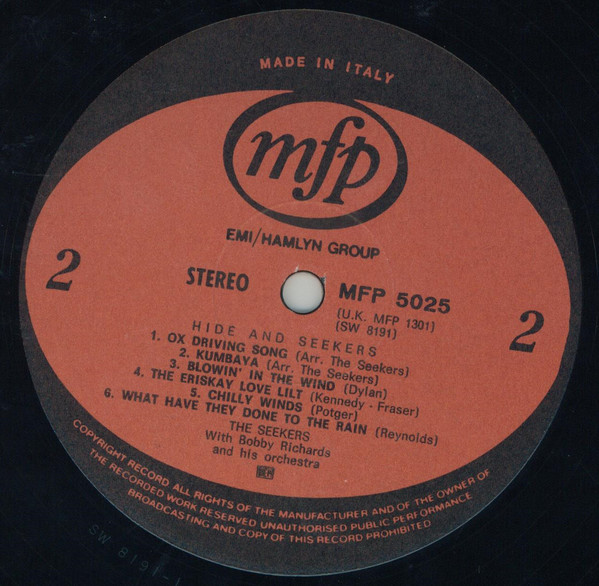 MADE IN ITALY
mfp
EMI/HAMLYN GROUP
2
STEREO
MFP 5025
(U.K. MFP 1301)
(SW 8191)
2
HIDE AND SEEKERS
1. OX DRIVING SONG (Arr. The Seekers)
2. KUMBAYA (Arr. The Seekers)
3. BLOWIN' IN THE WIND (Dylan)
4. THE ERISKAY LOVE LILT (Kennedy - Fraser)
5. CHILLY WINDS (Potger)
6. WHAT HAVE THEY DONE TO THE RAIN (Reynolds)
THE SEEKERS
With Bobby Richards
and his orchestra
COPYRIGHT RECORD ALL RIGHTS OF THE MANUFACTURER AND OF THE OWNER OF
THE RECORDED WORK RESERVED UNAUTHORISED PUBLIC PERFORMANCE
BROADCASTING AND COPY OF THIS RECORD PROHIBITED
SW 8191-1